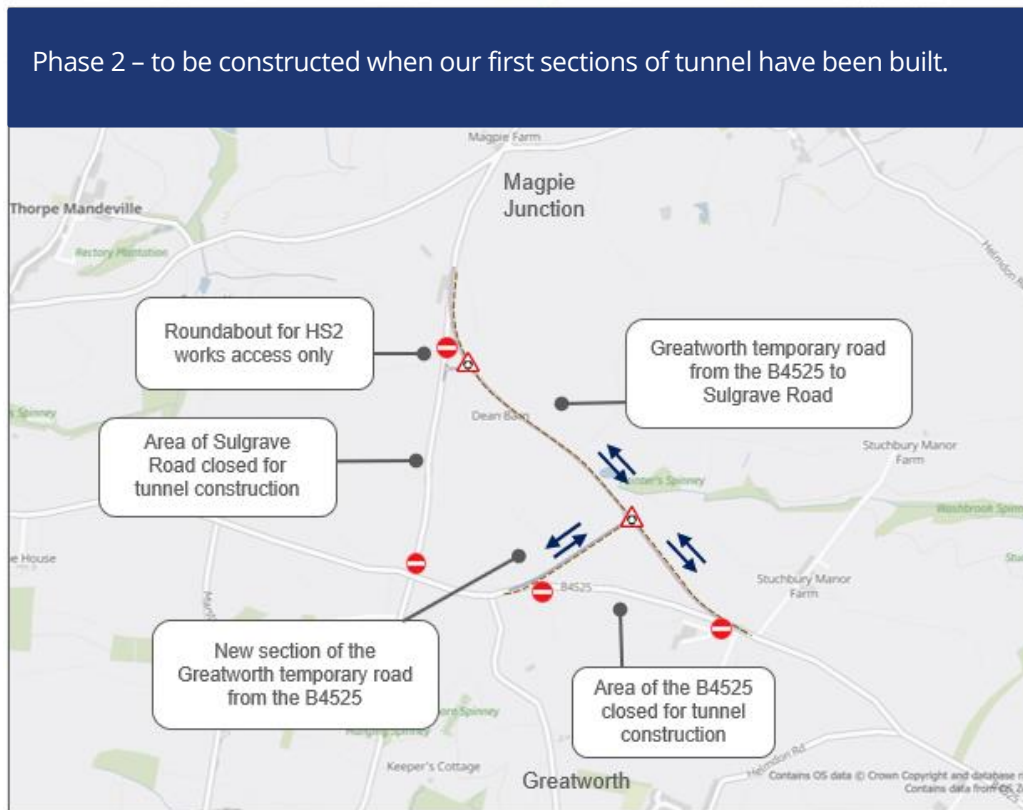 Phase 2 – to be constructed when our first sections of tunnel have been built.
Magpie Farm
Magpie
Junction
Thorpe Mandeville
Rectory Plantation
Helmdon
Roundabout for HS2
works access only
Greatworth temporary road
from the B4525 to
Sulgrave Road
Dean Barn
Area of Sulgrave
Road closed for
tunnel construction
Stuchbury Manor
Farm
Spinney
Spinney
Washbrook
House
B4525
Stuchbury Manor
Farm
New section of the
Greatworth temporary road
from the B4525
Area of the B4525
closed for tunnel
construction
Spinney
Spinney
Keeper's Cottage
Greatworth
Helmdon Rd
Contains OS data © Crown Copyright and database
Contains data from OS